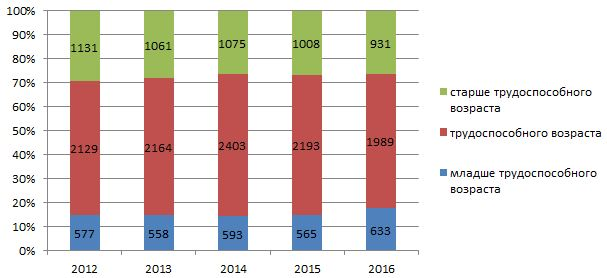 100%
90%
80%
70%
60%
50%
40%
30%
20%
10%
0%
1131 1061 1075 1008 931
2129 2164 2403 2193 1989
577 558 593 565 633
2012 2013 2014 2015 2016
старше трудоспособного
возраста
трудоспособного возраста
младше трудоспособного
возраста